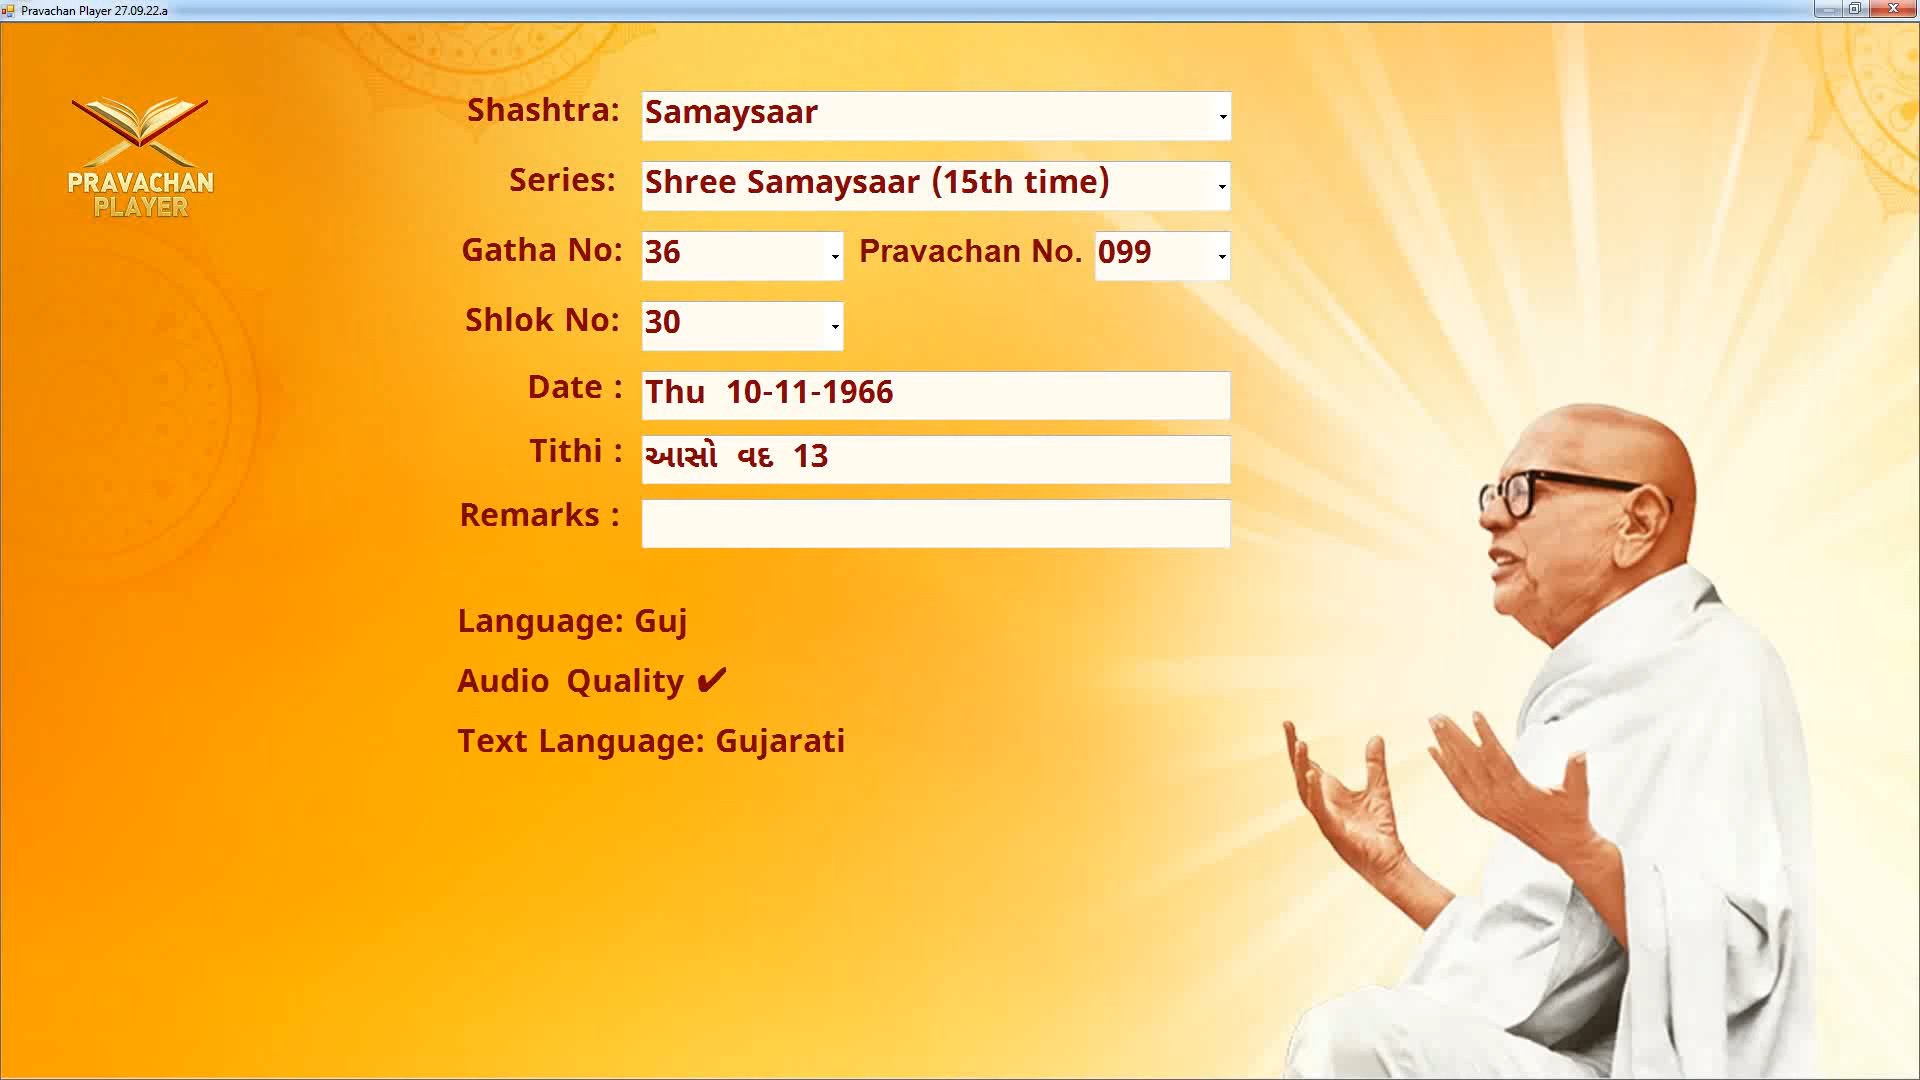 Pravachan Player 27.09.22.a
PRAVACHAN
PLAYER
Shashtra: Samaysaar
Series: Shree Samaysaar (15th time)
Gatha No: 36 Pravachan No. 099
Shlok No: 30
Date : Thu 10-11-1966
Tithi : આસો વદ 13
Remarks :
Language: Guj
Audio Quality ✔
Text Language: Gujarati